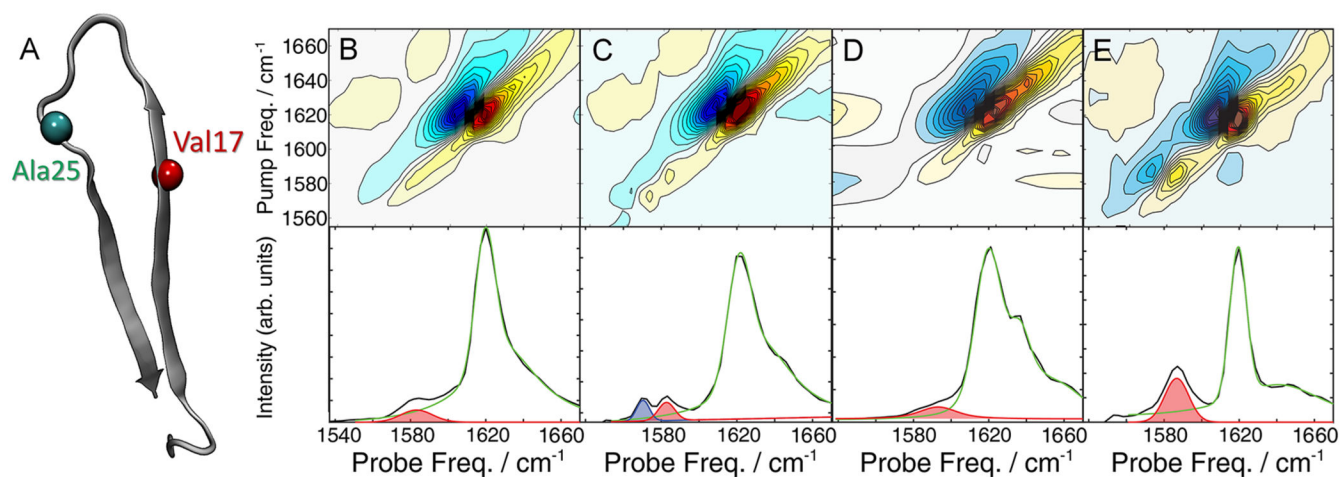 A
B
C
D
E
Val17
Ala25
Pump Freq. / cm⁻¹
1660
1640
1620
1600
1580
1560
Intensity (arb. units)
1540 1580 1620 1660
1580 1620 1660
1580 1620 1660
1580 1620 1660
Probe Freq. / cm⁻¹
Probe Freq. / cm⁻¹
Probe Freq. / cm⁻¹
Probe Freq. / cm⁻¹